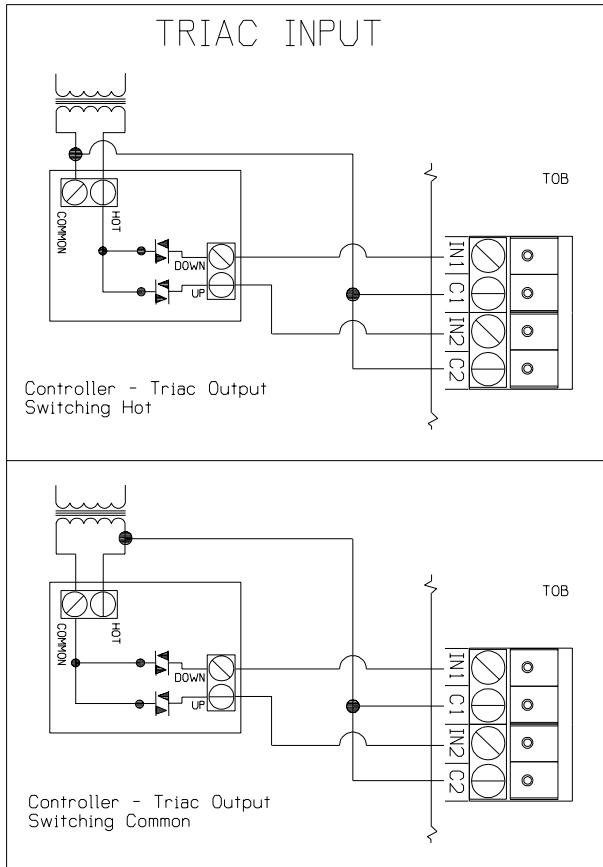 TRIAC INPUT
TOB
COMMON
HOT
DOWN
UP
IN1
C1
IN2
C2
Controller - Triac Output
Switching Hot
TOB
COMMON
HOT
DOWN
UP
IN1
C1
IN2
C2
Controller - Triac Output
Switching Common